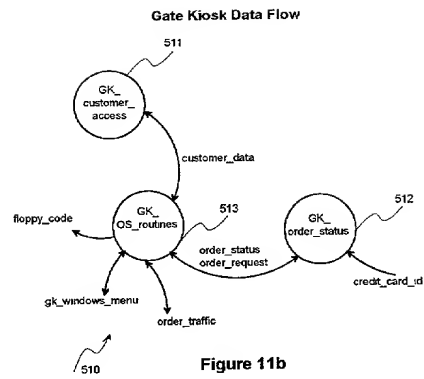 Gate Kiosk Data Flow
511
GK_
customer_
access
customer_data
GK_
OS_routines
513
512
GK_
order_status
floppy_code
order_status
order_request
credit_card_id
gk_windows_menu
order_traffic
510
Figure 11b